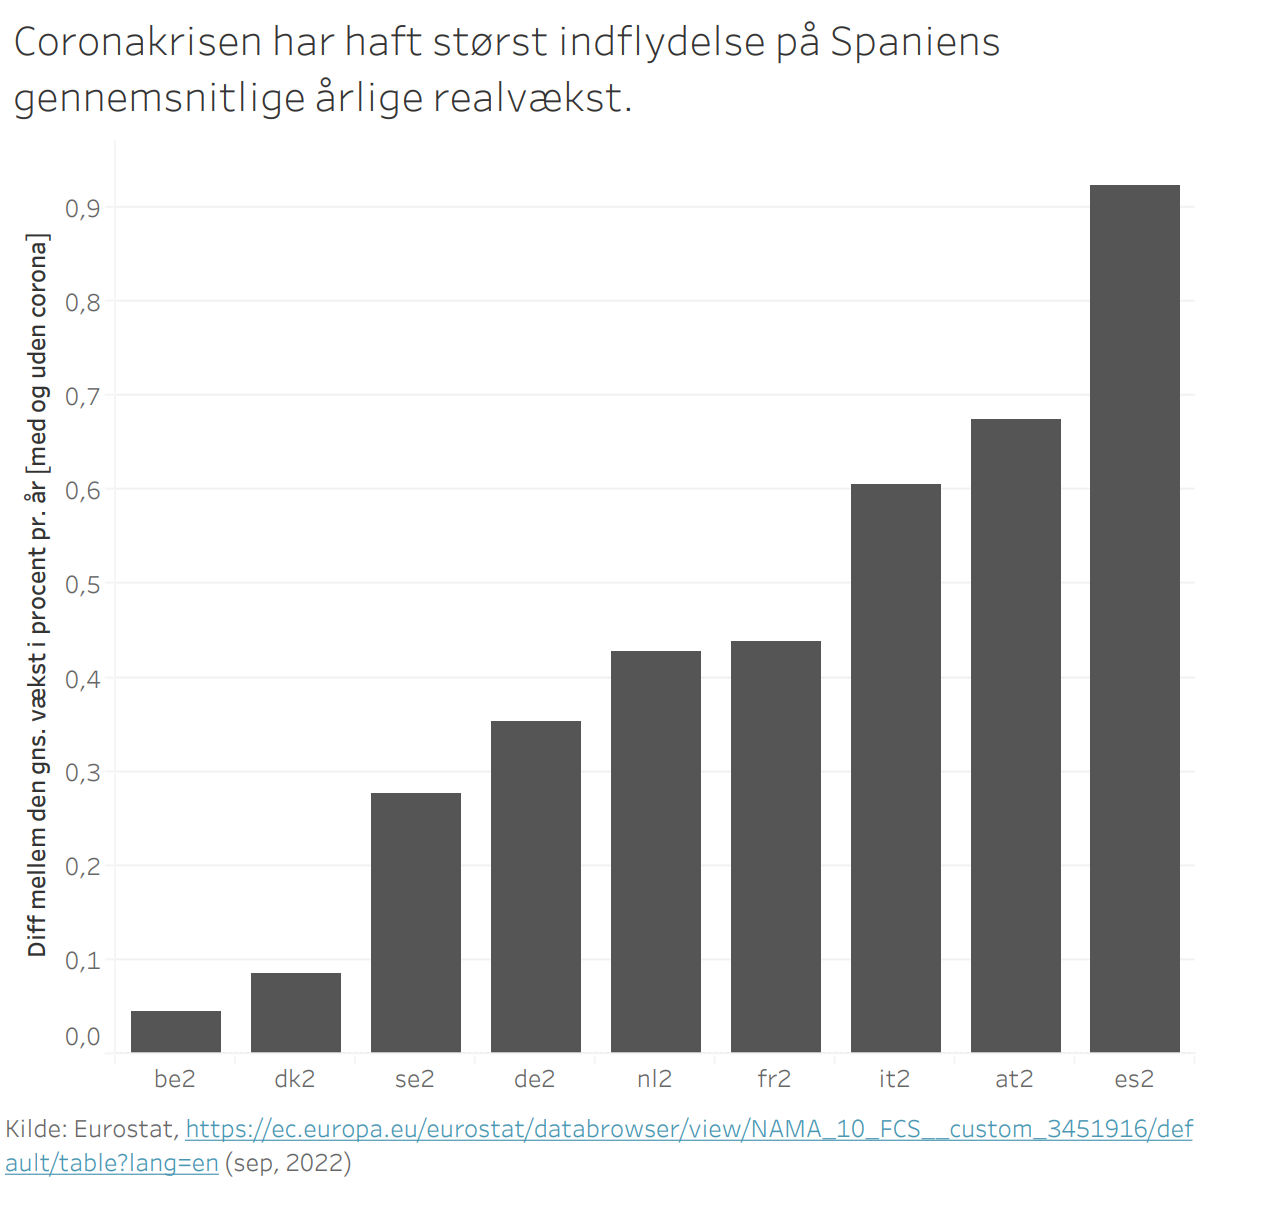 Coronakrisen har haft størst indflydelse på Spaniens
gennemsnitlige årlige realvækst.
Diff mellem den gns. vækst i procent pr. år [med og uden corona]
0,9
0,8
0,7
0,6
0,5
0,4
0,3
0,2
0,1
0,0
be2 dk2 se2 de2 nl2 fr2 it2 at2 es2
Kilde: Eurostat, https://ec.europa.eu/eurostat/databrowser/view/NAMA_10_FCS__custom_3451916/def
ault/table?lang=en (sep, 2022)